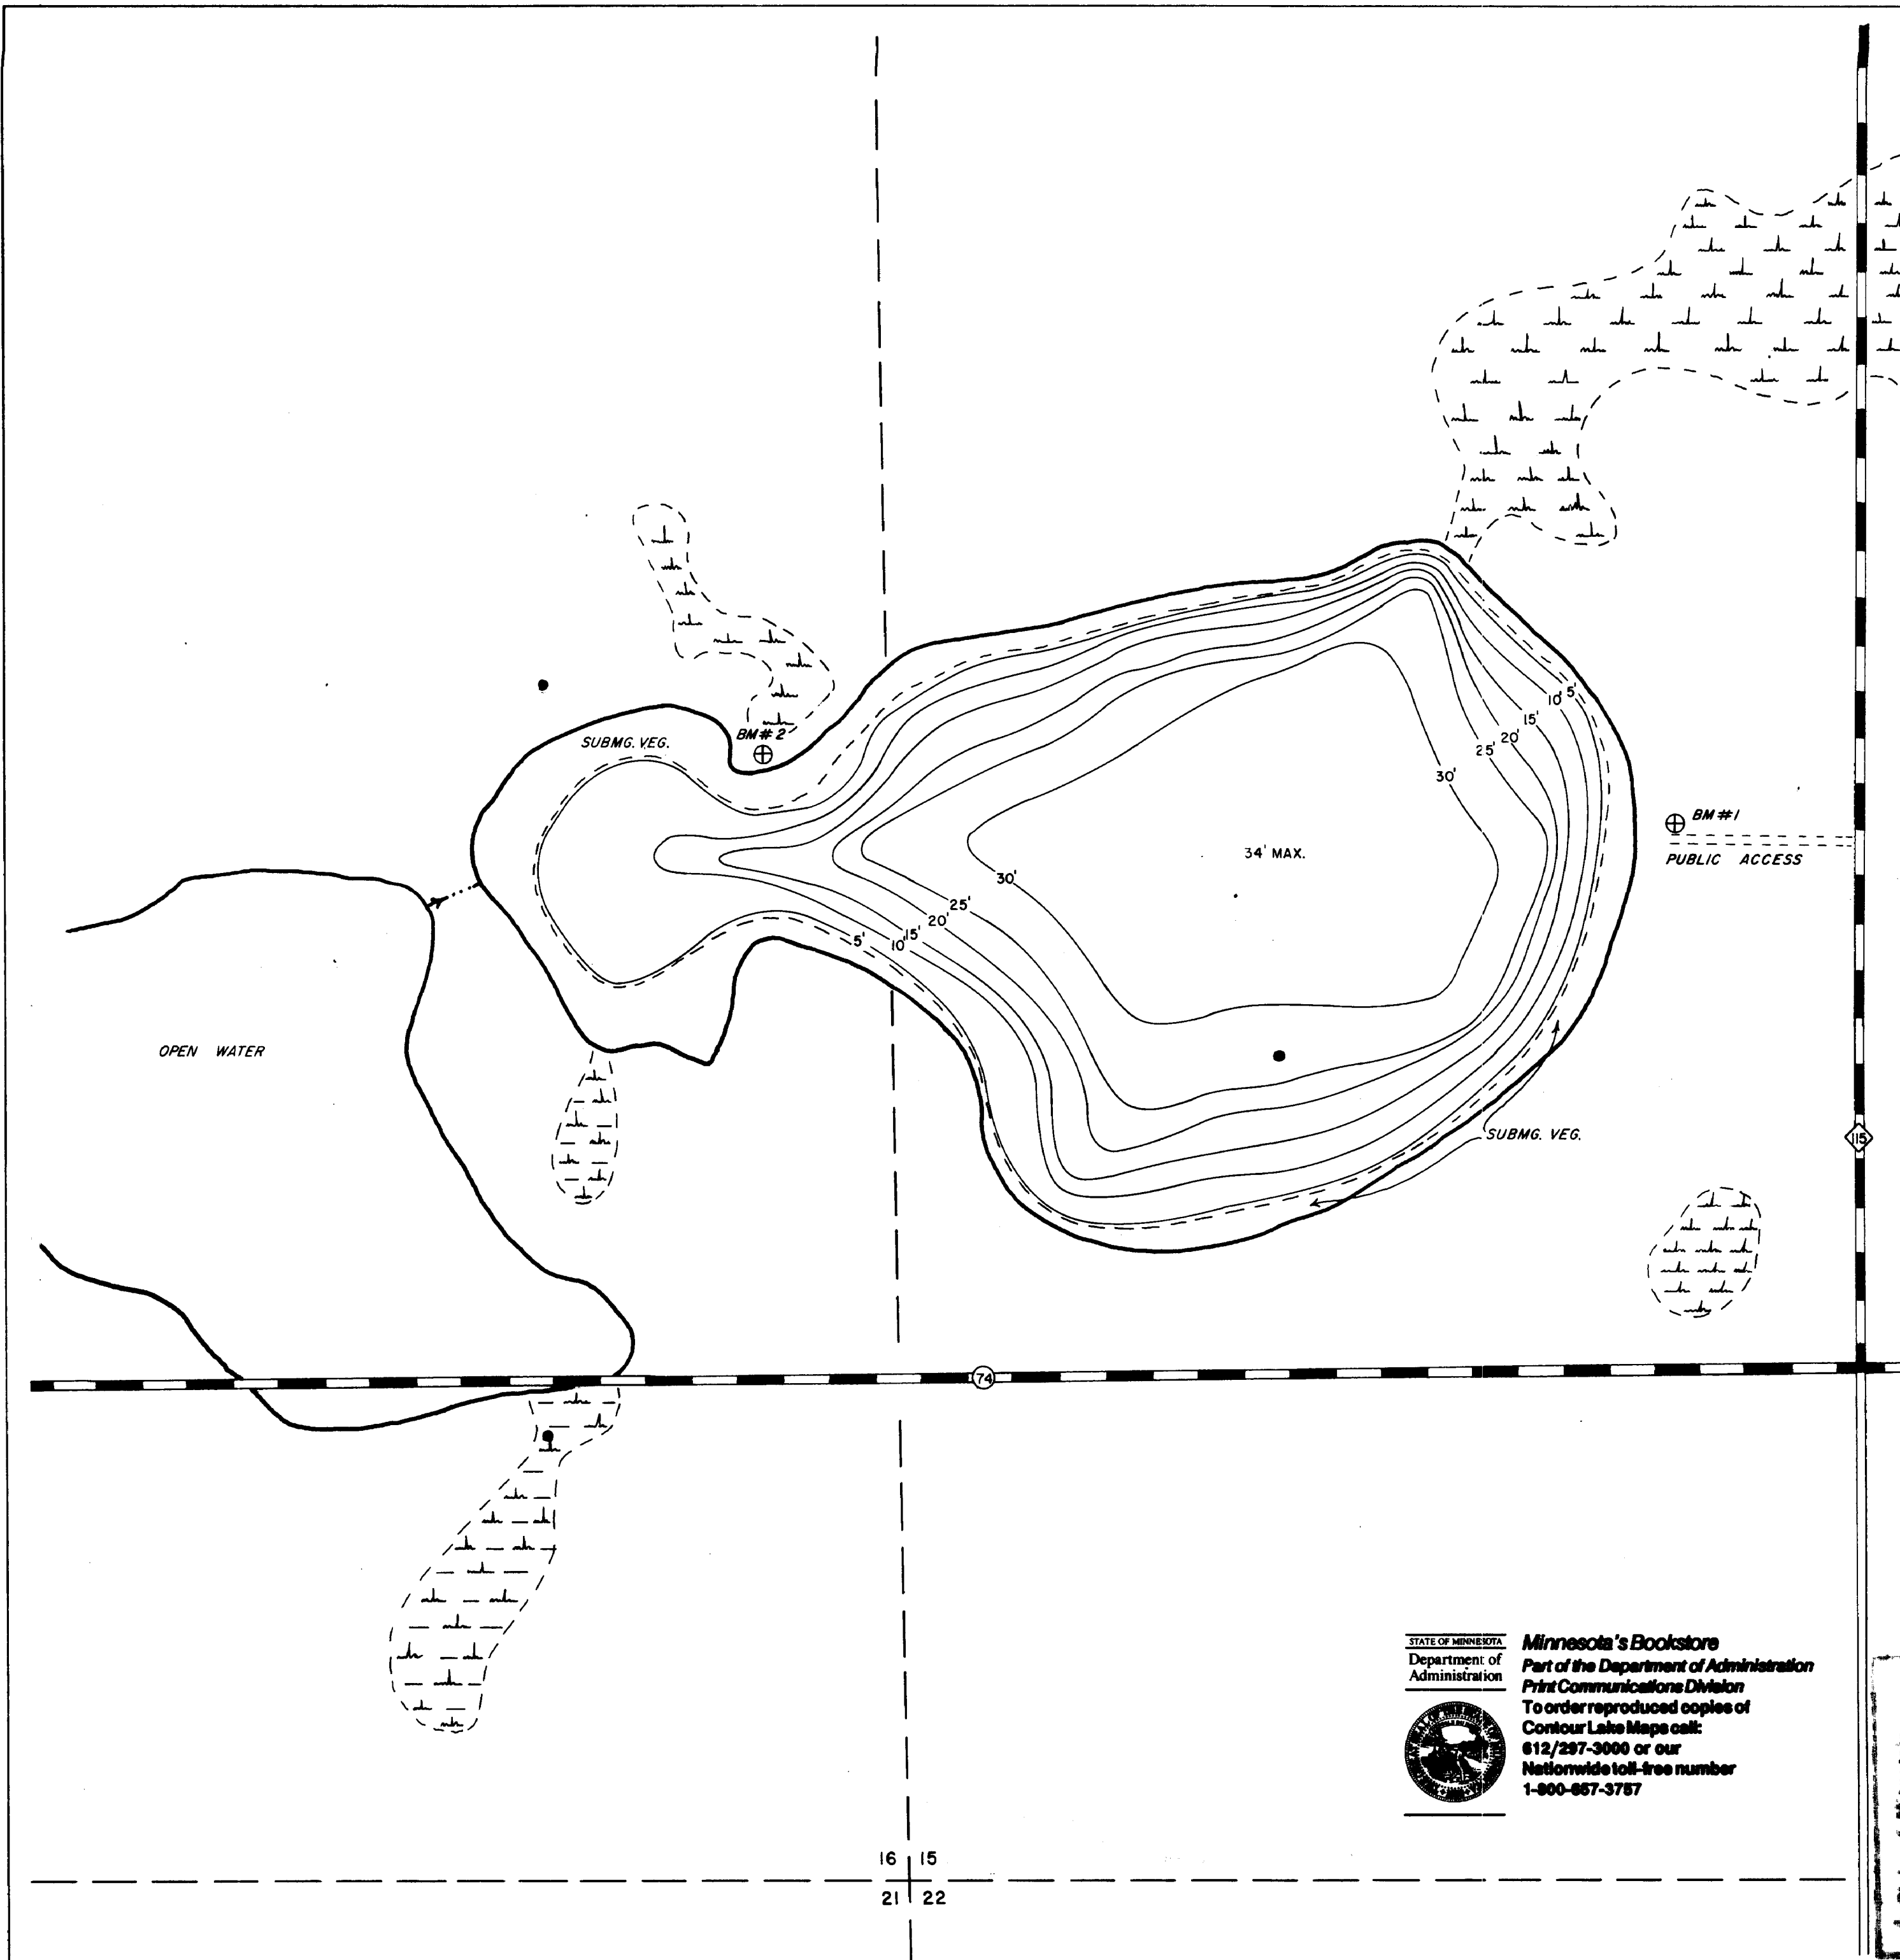 SUBMG. VEG.
BM# 2
10' 5'
15'
20'
25'
30'
BM #1
PUBLIC ACCESS
34' MAX.
30'
25'
20'
15'
10'
5'
OPEN WATER
SUBMG. VEG.
115
74
STATE OF MINNESOTA
Department of
Administration
Minnesota's Bookstore
Part of the Department of Administration
Print Communications Division
To order reproduced copies of
Contour Lake Maps call:
612/297-3000 or our
Nationwide toll-free number
1-800-657-3757
16 15
21 22